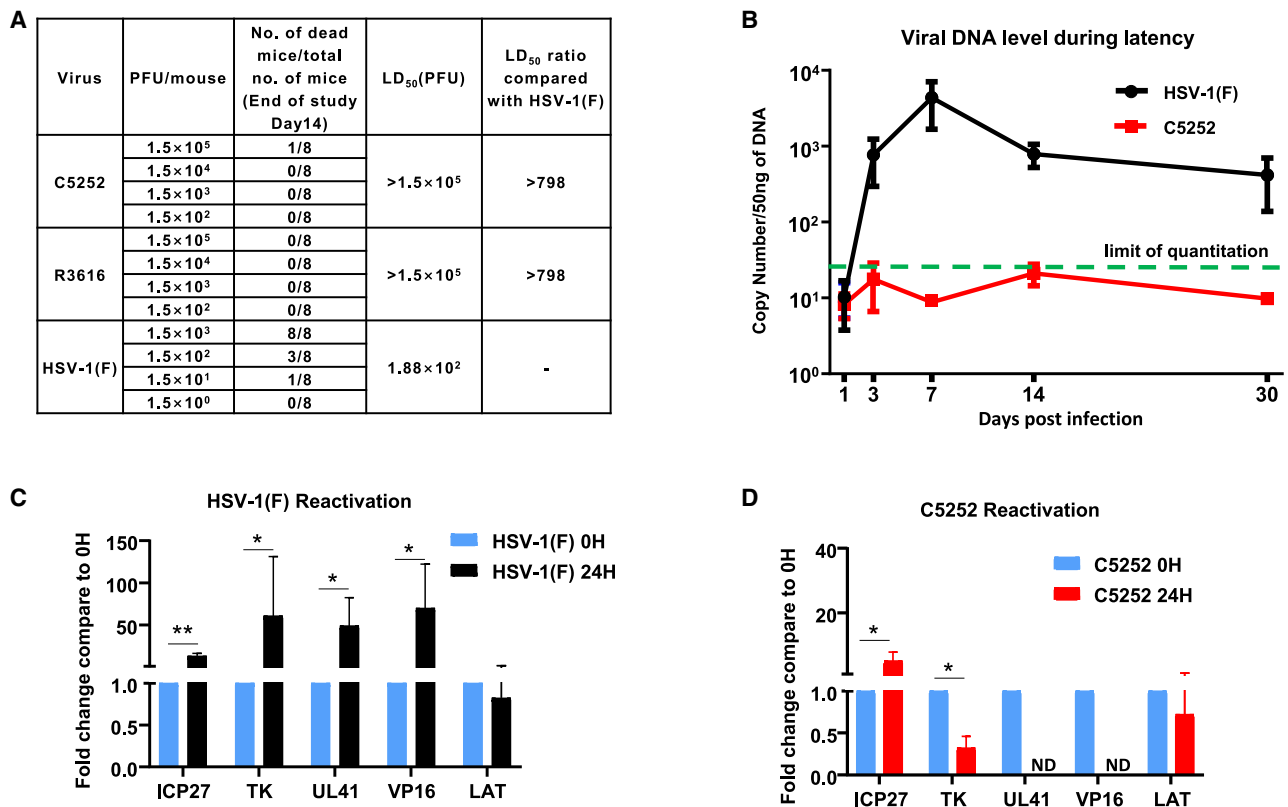 A
Virus
PFU/mouse
No. of dead
mice/total
no. of mice
(End of study
Day14)
LD₅₀(PFU)
LD₅₀ ratio
compared
with HSV-1(F)
C5252
1.5×10⁵ 1/8
1.5×10⁴ 0/8
1.5×10³ 0/8
1.5×10² 0/8
>1.5×10⁵
>798
R3616
1.5×10⁵ 0/8
1.5×10⁴ 0/8
1.5×10³ 0/8
1.5×10² 0/8
>1.5×10⁵
>798
HSV-1(F)
1.5×10³ 8/8
1.5×10² 3/8
1.5×10¹ 1/8
1.5×10⁰ 0/8
1.88×10²
-
B
Viral DNA level during latency
Copy Number/50ng of DNA
10⁴
10³
10²
10¹
10⁰
HSV-1(F)
C5252
limit of quantitation
1 3 7 14 30
Days post infection
C
HSV-1(F) Reactivation
Fold change compare to 0H
150
100
50
1.0
0.5
0.0
HSV-1(F) 0H
HSV-1(F) 24H
** * * *
ICP27 TK UL41 VP16 LAT
D
C5252 Reactivation
Fold change compare to 0H
40
20
1.0
0.5
0.0
C5252 0H
C5252 24H
* *
ND ND
ICP27 TK UL41 VP16 LAT